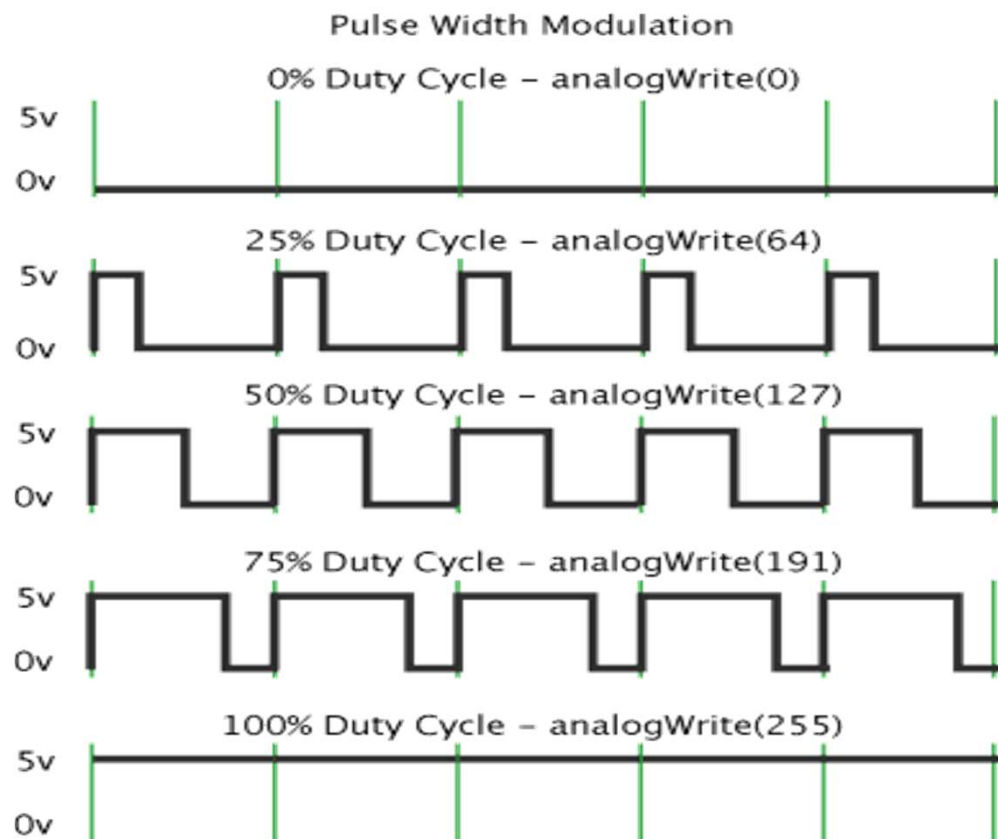 Pulse Width Modulation
0% Duty Cycle – analogWrite(0)
5v
0v
25% Duty Cycle – analogWrite(64)
5v
0v
50% Duty Cycle – analogWrite(127)
5v
0v
75% Duty Cycle – analogWrite(191)
5v
0v
100% Duty Cycle – analogWrite(255)
5v
0v